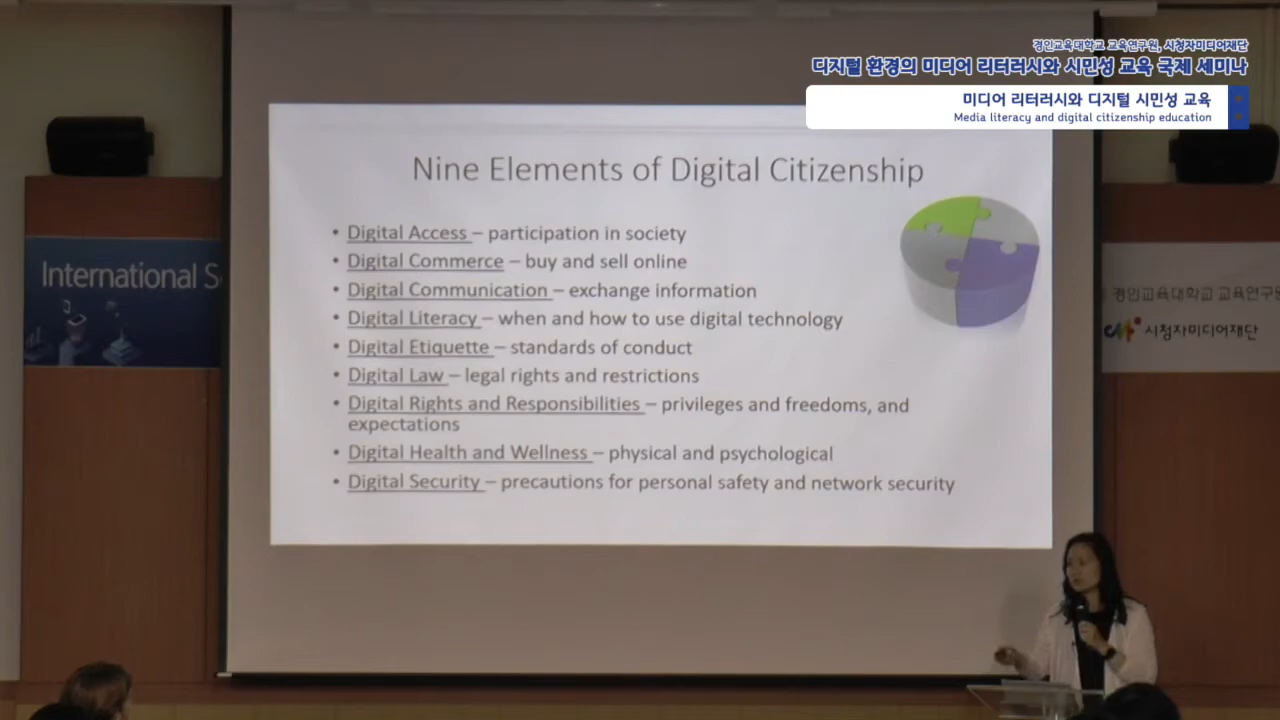 경인교육대학교 교육연구원, 시청자미디어재단
디지털 환경의 미디어 리터러시와 시민성 교육 국제 세미나
미디어 리터러시와 디지털 시민성 교육
Media literacy and digital citizenship education
Nine Elements of Digital Citizenship
• Digital Access – participation in society
• Digital Commerce – buy and sell online
• Digital Communication – exchange information
• Digital Literacy – when and how to use digital technology
• Digital Etiquette – standards of conduct
• Digital Law – legal rights and restrictions
• Digital Rights and Responsibilities – privileges and freedoms, and
expectations
• Digital Health and Wellness – physical and psychological
• Digital Security – precautions for personal safety and network security
International S
경인교육대학교 교육연구원
시청자미디어재단